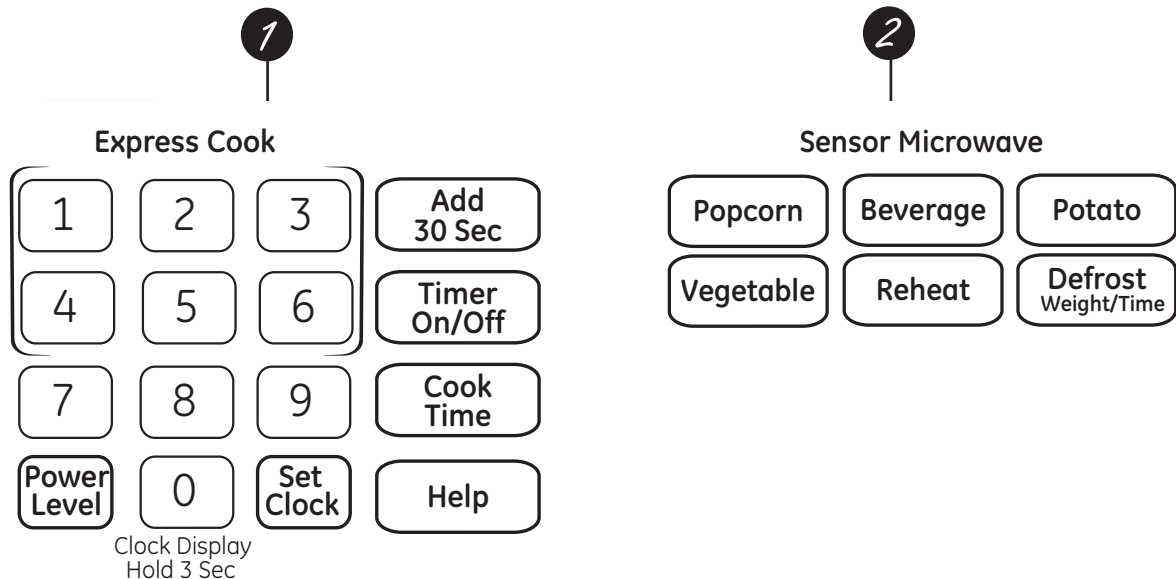 1
2
Express Cook
1 2 3 Add
30 Sec
4 5 6 Timer
On/Off
7 8 9 Cook
Time
Power
Level
0
Set
Clock
Help
Clock Display
Hold 3 Sec
Sensor Microwave
Popcorn Beverage Potato
Vegetable Reheat Defrost
Weight/Time